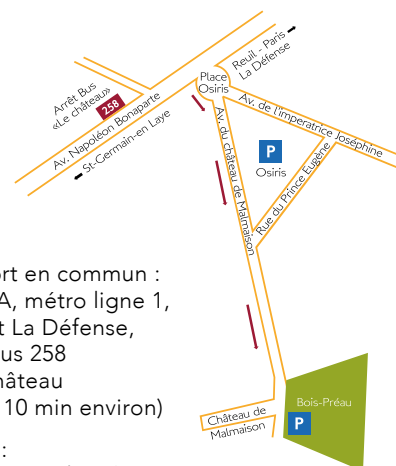 Reuil - Paris
La Défense
Place
Osiris
Arrêt Bus
«Le château»
258
Av. Napoléon Bonaparte
St-Germain-en Laye
Av. de l'imperatrice Joséphine
P
Osiris
Av. du château de Malmaison
Rue du Prince Eugène
ort en commun :
A, métro ligne 1,
t La Défense,
us 258
hâteau
10 min environ)
:
Bois-Préau
P
Château de
Malmaison